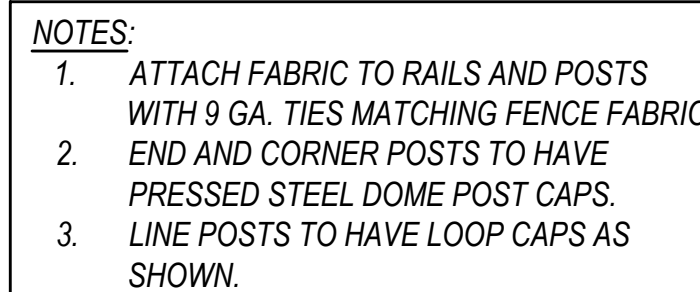 NOTES:
1. ATTACH FABRIC TO RAILS AND POSTS
WITH 9 GA. TIES MATCHING FENCE FABRIC
2. END AND CORNER POSTS TO HAVE
PRESSED STEEL DOME POST CAPS.
3. LINE POSTS TO HAVE LOOP CAPS AS
SHOWN.